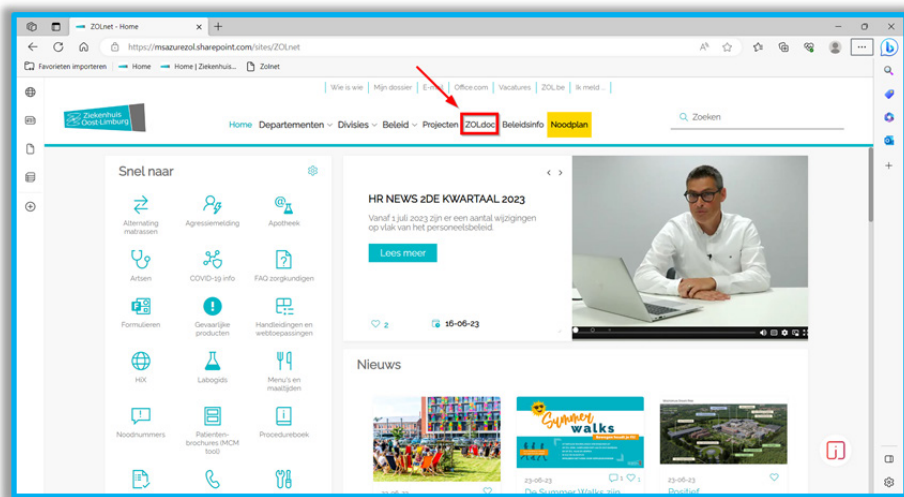 ZOLnet - Home
https://msazurezol.sharepoint.com/sites/ZOLnet
Favorieten importeren Home Home | Ziekenhuis... Zolnet
Wie is wie Mijn dossier E-mail Office.com Vacatures ZOL.be Ik meld ...
Ziekenhuis
Oost-Limburg
Home Departementen Divisies Beleid Projecten ZOLdoc Beleidsinfo Noodplan
Zoeken
Snel naar
Alternating
matrassen
Agressiemelding
Apotheek
Artsen
COVID-19 info
FAQ zorgkundigen
Formulieren
Gevaarlijke
producten
Handleidingen en
webtoepassingen
HiX
Labogids
Menu's en
maaltijden
Noodnummers
Patienten-
brochures (MCM
tool)
Procedureboek
HR NEWS 2DE KWARTAAL 2023
Vanaf 1 juli 2023 zijn er een aantal wijzigingen
op vlak van het personeelsbeleid.
Lees meer
2 16-06-23
Nieuws
Summer
walks
23-06-23
23-06-23 1 1
De Summer Walks zijn
23-06-23
Positief